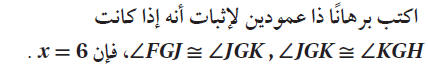 اكتب برهانًا ذا عمودين لإثبات أنه إذا كانت
∠FGJ ≅ ∠JGK , ∠JGK ≅ ∠KGH، فإن x = 6 .